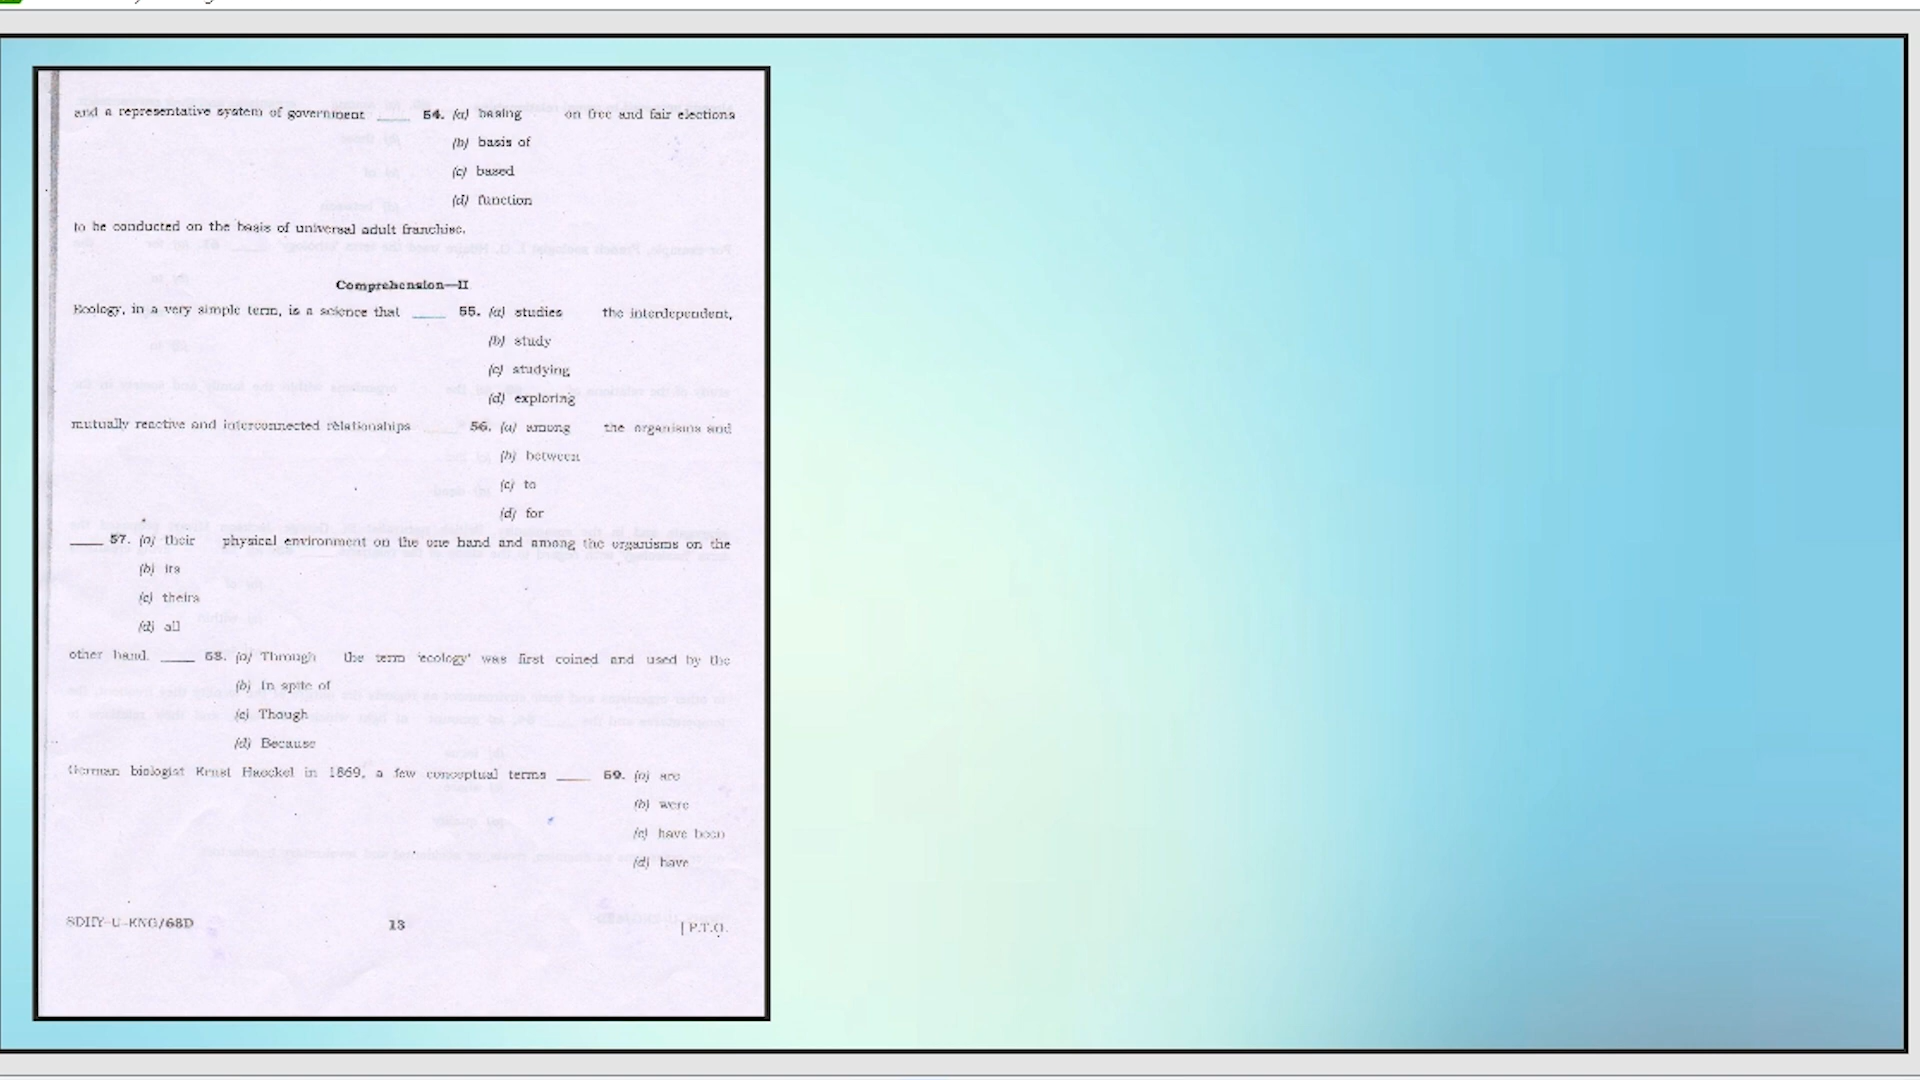 and a representative system of government ____ 54. (a) basing on free and fair elections
(b) basis of
(c) based
(d) function
to be conducted on the basis of universal adult franchise.
Comprehension—II
Ecology, in a very simple term, is a science that ____ 55. (a) studies the interdependent,
(b) study
(c) studying
(d) exploring
mutually reactive and interconnected relationships ____ 56. (a) among the organisms and
(b) between
(c) to
(d) for
____ 57. (a) their physical environment on the one hand and among the organisms on the
(b) its
(c) theirs
(d) all
other hand. ____ 58. (a) Through the term 'ecology' was first coined and used by the
(b) In spite of
(c) Though
(d) Because
German biologist Ernst Haeckel in 1869, a few conceptual terms ____ 59. (a) are
(b) were
(c) have been
(d) have
SDHY-U-KNG/68D 13 [ P.T.O.